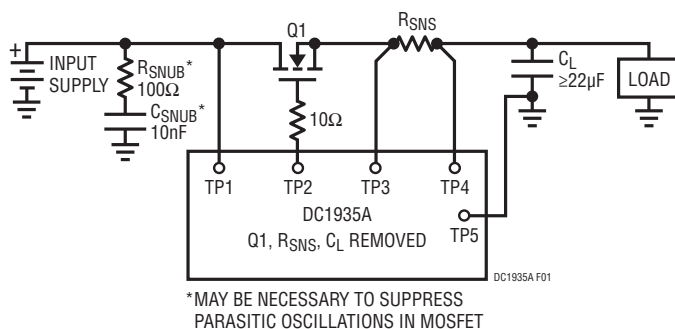 Q1
R_SNS
+
INPUT
SUPPLY
R_SNUB*
100Ω
C_SNUB*
10nF
10Ω
C_L
≥22µF
LOAD
TP1
TP2
TP3
TP4
DC1935A
Q1, R_SNS, C_L REMOVED
TP5
DC1935A F01
*MAY BE NECESSARY TO SUPPRESS
PARASITIC OSCILLATIONS IN MOSFET